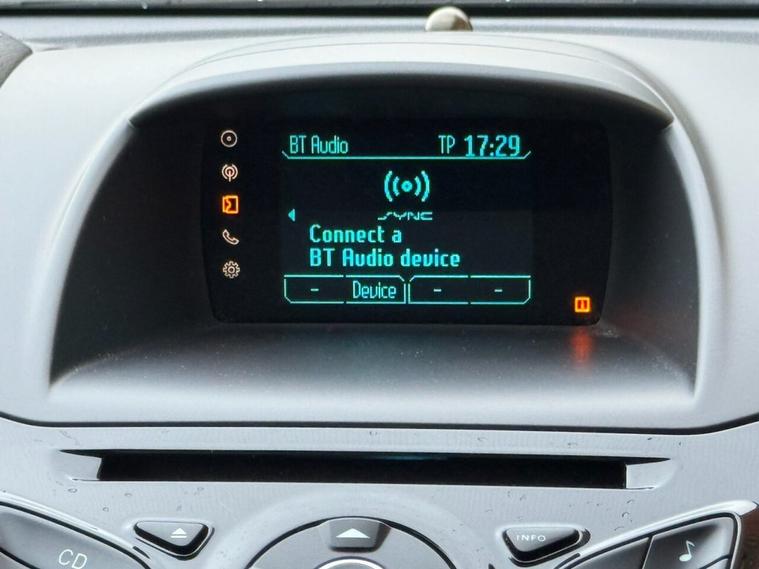 BT Audio TP 17:29
SYNC
Connect a
BT Audio device
- Device - -
CD
INFO